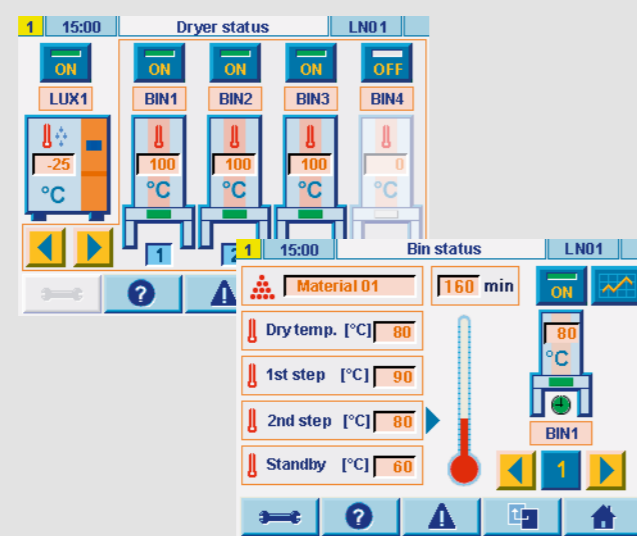 1 15:00 Dryer status LN01
ON ON ON ON OFF
LUX1 BIN1 BIN2 BIN3 BIN4
-25 100 100 100 0
°C °C °C °C °C
1 2
?
1 15:00 Bin status LN01
Material 01 160 min ON
Dry temp. [°C] 80
80
°C
1st step [°C] 90
2nd step [°C] 80
BIN1
Standby [°C] 60
1
?